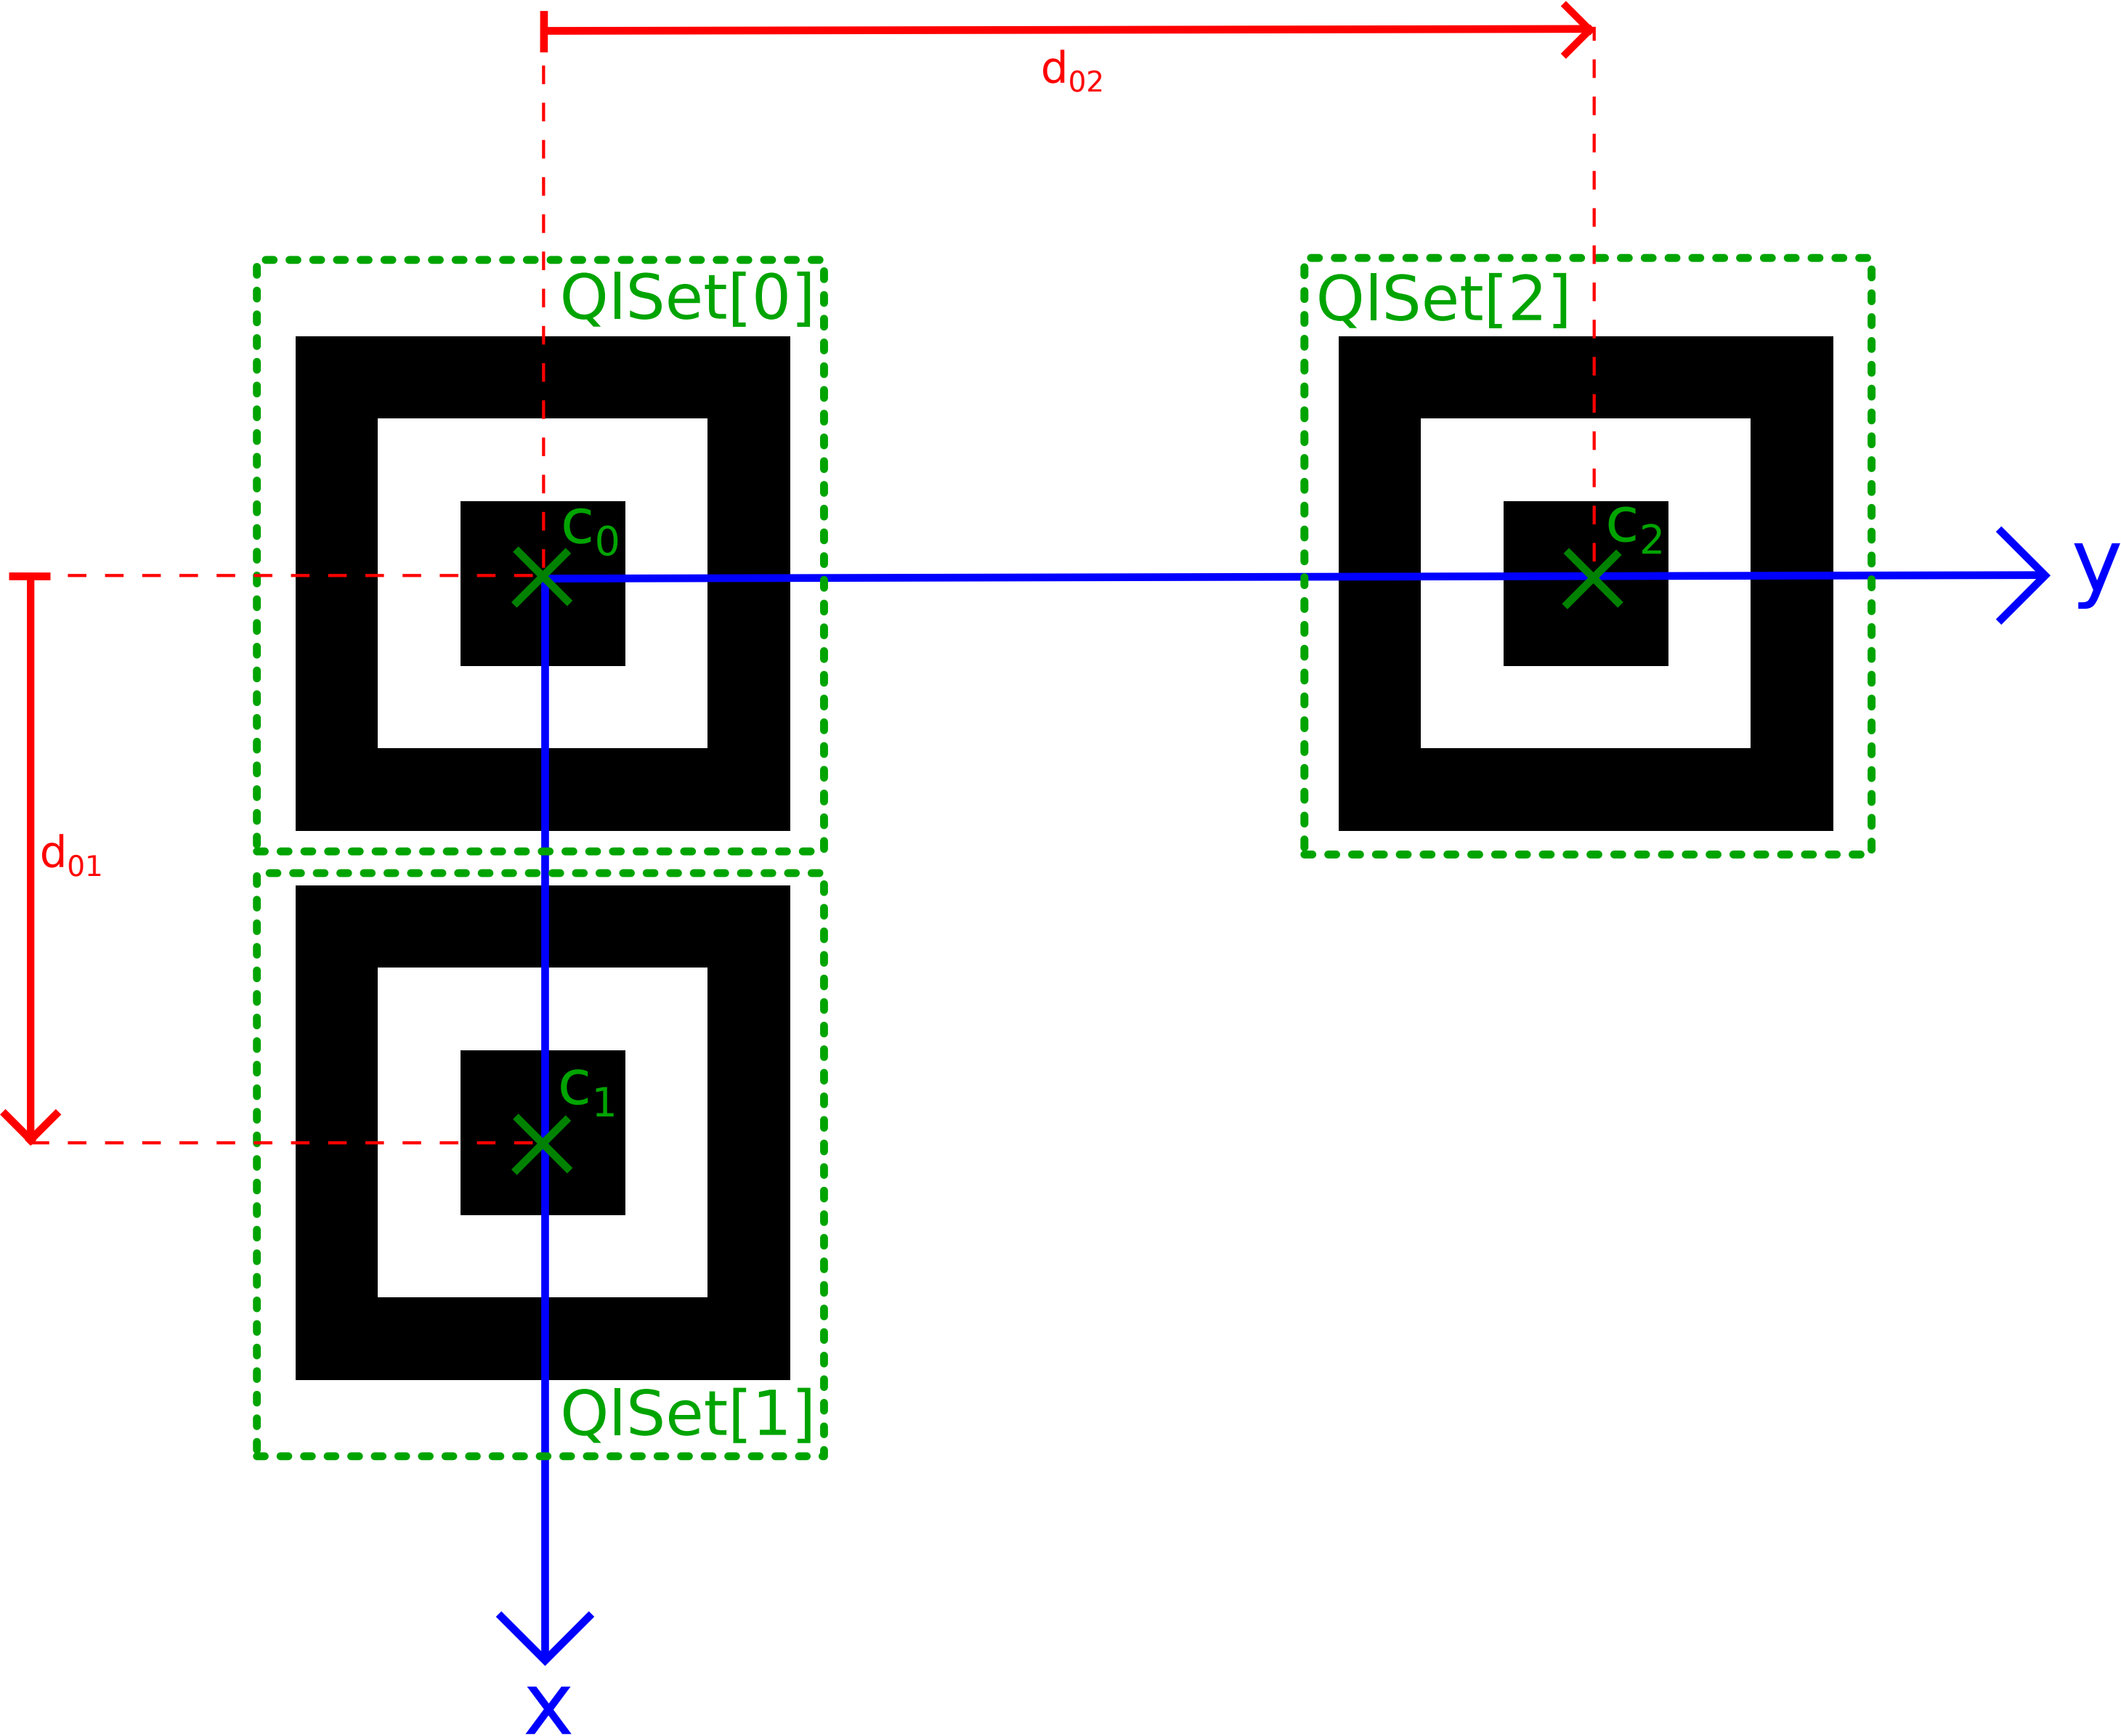 d02
QlSet[0]
QlSet[2]
c0
c2
y
d01
c1
QlSet[1]
x